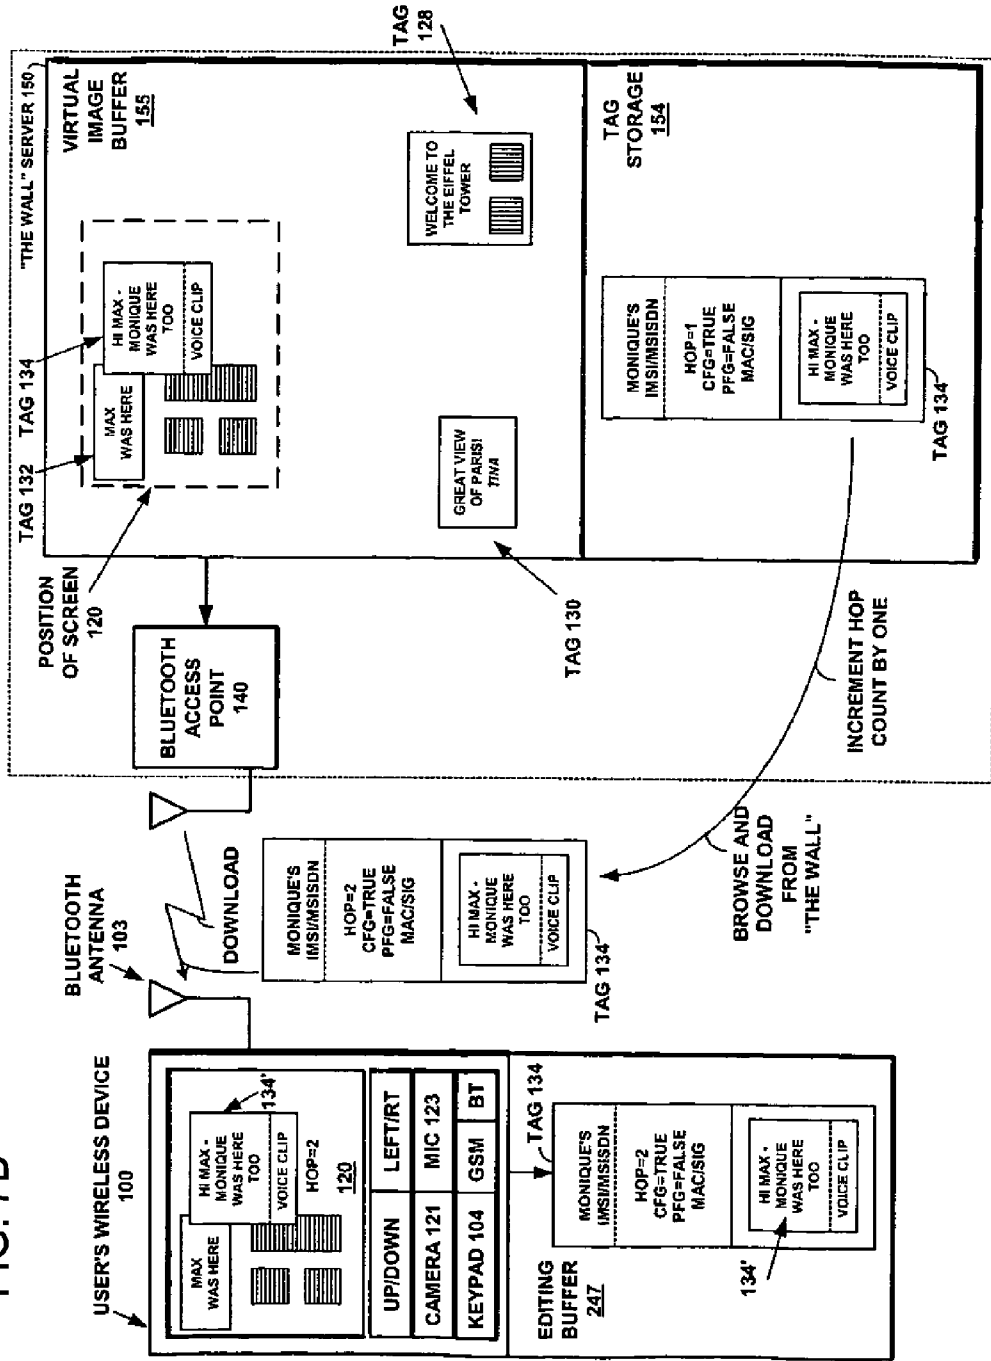 FIG.
USER'S WIRELESS DEVICE
100
MAX
WAS HERE
HI MAX -
MONIQUE
WAS HERE
TOO
VOICE CLIP
134'
HOP=2
120
UP/DOWN
LEFT/RT
CAMERA 121
MIC 123
KEYPAD 104
GSM
BT
EDITING
BUFFER
247
TAG 134
MONIQUE'S
IMSI/MSISDN
HOP=2
CFG=TRUE
PFG=FALSE
MAC/SIG
HI MAX -
MONIQUE
WAS HERE
TOO
VOICE CLIP
134'
BLUETOOTH
ANTENNA
103
DOWNLOAD
MONIQUE'S
IMSI/MSISDN
HOP=2
CFG=TRUE
PFG=FALSE
MAC/SIG
HI MAX -
MONIQUE
WAS HERE
TOO
VOICE CLIP
TAG 134
BROWSE AND
DOWNLOAD
FROM
"THE WALL"
INCREMENT HOP
COUNT BY ONE
BLUETOOTH
ACCESS
POINT
140
POSITION
OF SCREEN
120
TAG 132
TAG 134
"THE WALL" SERVER 150
VIRTUAL
IMAGE
BUFFER
155
MAX
WAS HERE
HI MAX -
MONIQUE
WAS HERE
TOO
VOICE CLIP
GREAT VIEW
OF PARIS!
TINA
TAG 130
WELCOME TO
THE EIFFEL
TOWER
TAG
128
TAG
STORAGE
154
MONIQUE'S
IMSI/MSISDN
HOP=1
CFG=TRUE
PFG=FALSE
MAC/SIG
HI MAX -
MONIQUE
WAS HERE
TOO
VOICE CLIP
TAG 134